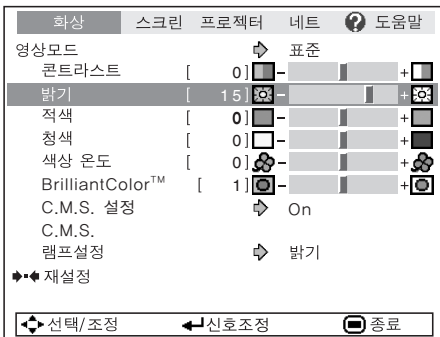 화상 스크린 프로젝터 네트 ? 도움말
영상모드 표준
콘트라스트 [ 0] - +
밝기 [ 15] - +
적색 [ 0] - +
청색 [ 0] - +
색상 온도 [ 0] - +
BrilliantColor™ [ 1] - +
C.M.S. 설정 On
C.M.S.
램프설정 밝기
재설정
선택/조정 신호조정 종료